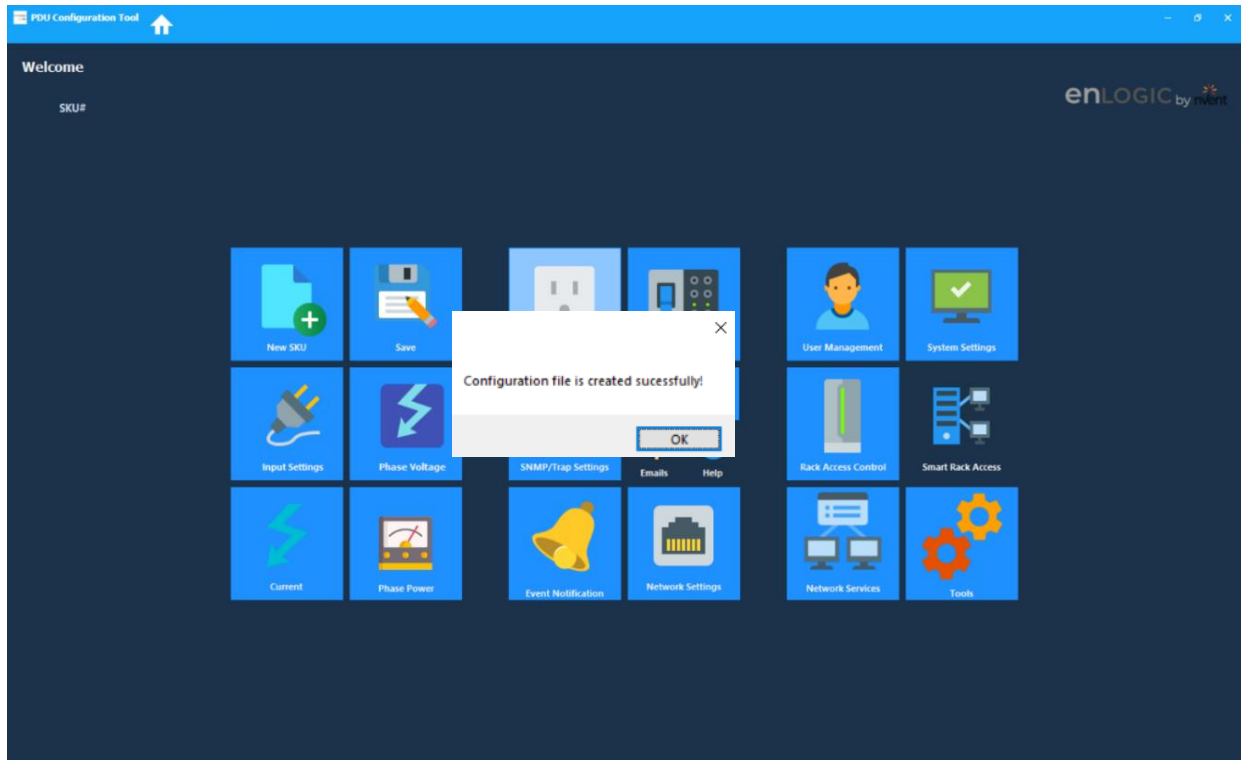 PDU Configuration Tool
Welcome
SKU#
enLOGIC by nvent
New SKU
Save
User Management
System Settings
Configuration file is created sucessfully!
OK
Input Settings
Phase Voltage
SNMP/Trap Settings
Emails
Help
Rack Access Control
Smart Rack Access
Current
Phase Power
Event Notification
Network Settings
Network Services
Tools